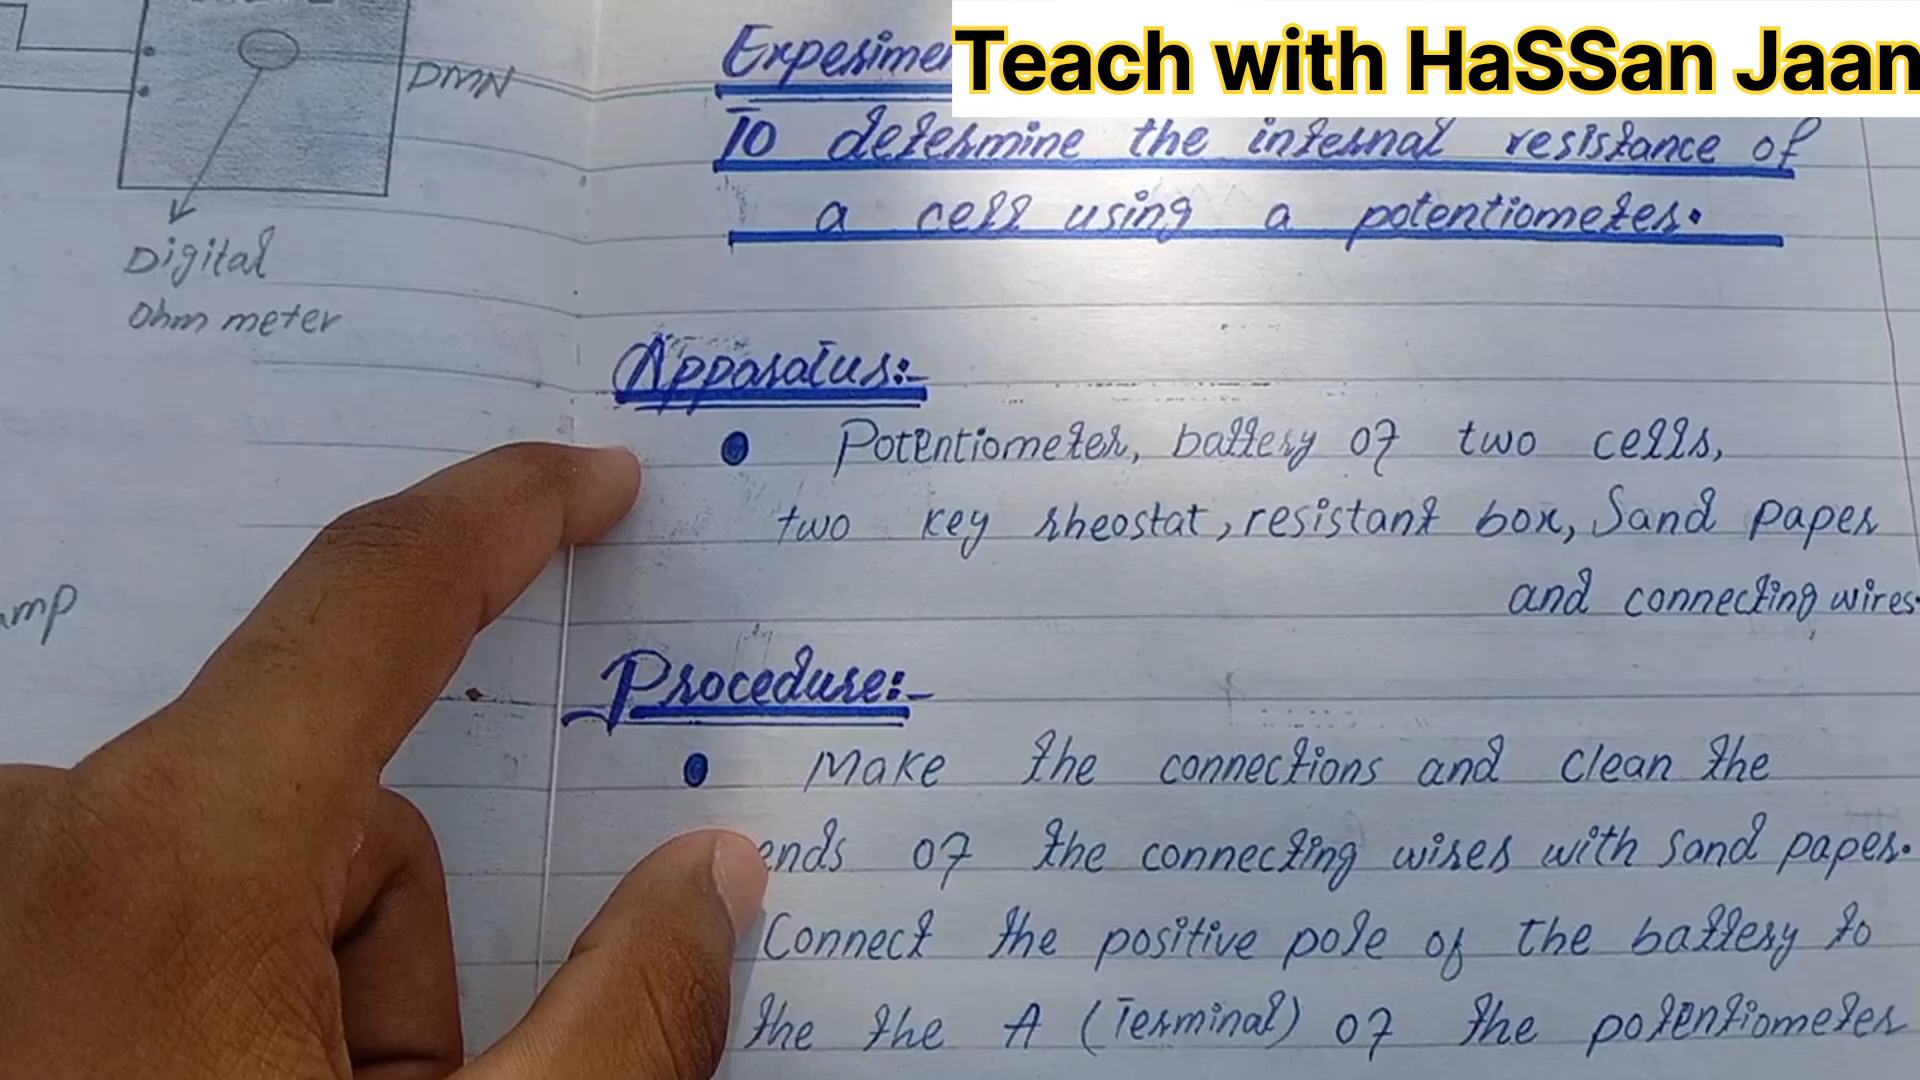 DMN
Digital
Ohm meter
amp
Teach with HaSSan Jaan
To determine the internal resistance of
a cell using a potentiometer.
Apparatus:-
Potentiometer, battery of two cells,
two key rheostat, resistant box, Sand paper
and connecting wires.
Procedure:-
Make the connections and clean the
ends of the connecting wires with sand paper.
Connect the positive pole of the battery to
the the A (Terminal) of the potentiometer